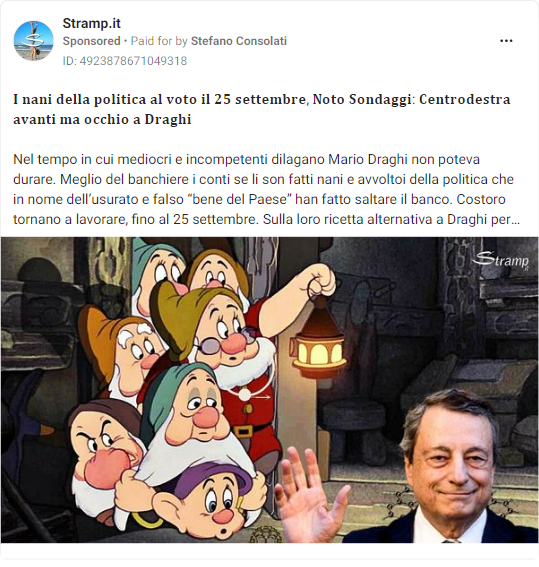 Stramp.it
Sponsored • Paid for by Stefano Consolati
ID: 4923878671049318
I nani della politica al voto il 25 settembre, Noto Sondaggi: Centrodestra
avanti ma occhio a Draghi
Nel tempo in cui mediocri e incompetenti dilagano Mario Draghi non poteva
durare. Meglio del banchiere i conti se li son fatti nani e avvoltoi della politica che
in nome dell’usurato e falso “bene del Paese” han fatto saltare il banco. Costoro
tornano a lavorare, fino al 25 settembre. Sulla loro ricetta alternativa a Draghi per...
Stramp.it